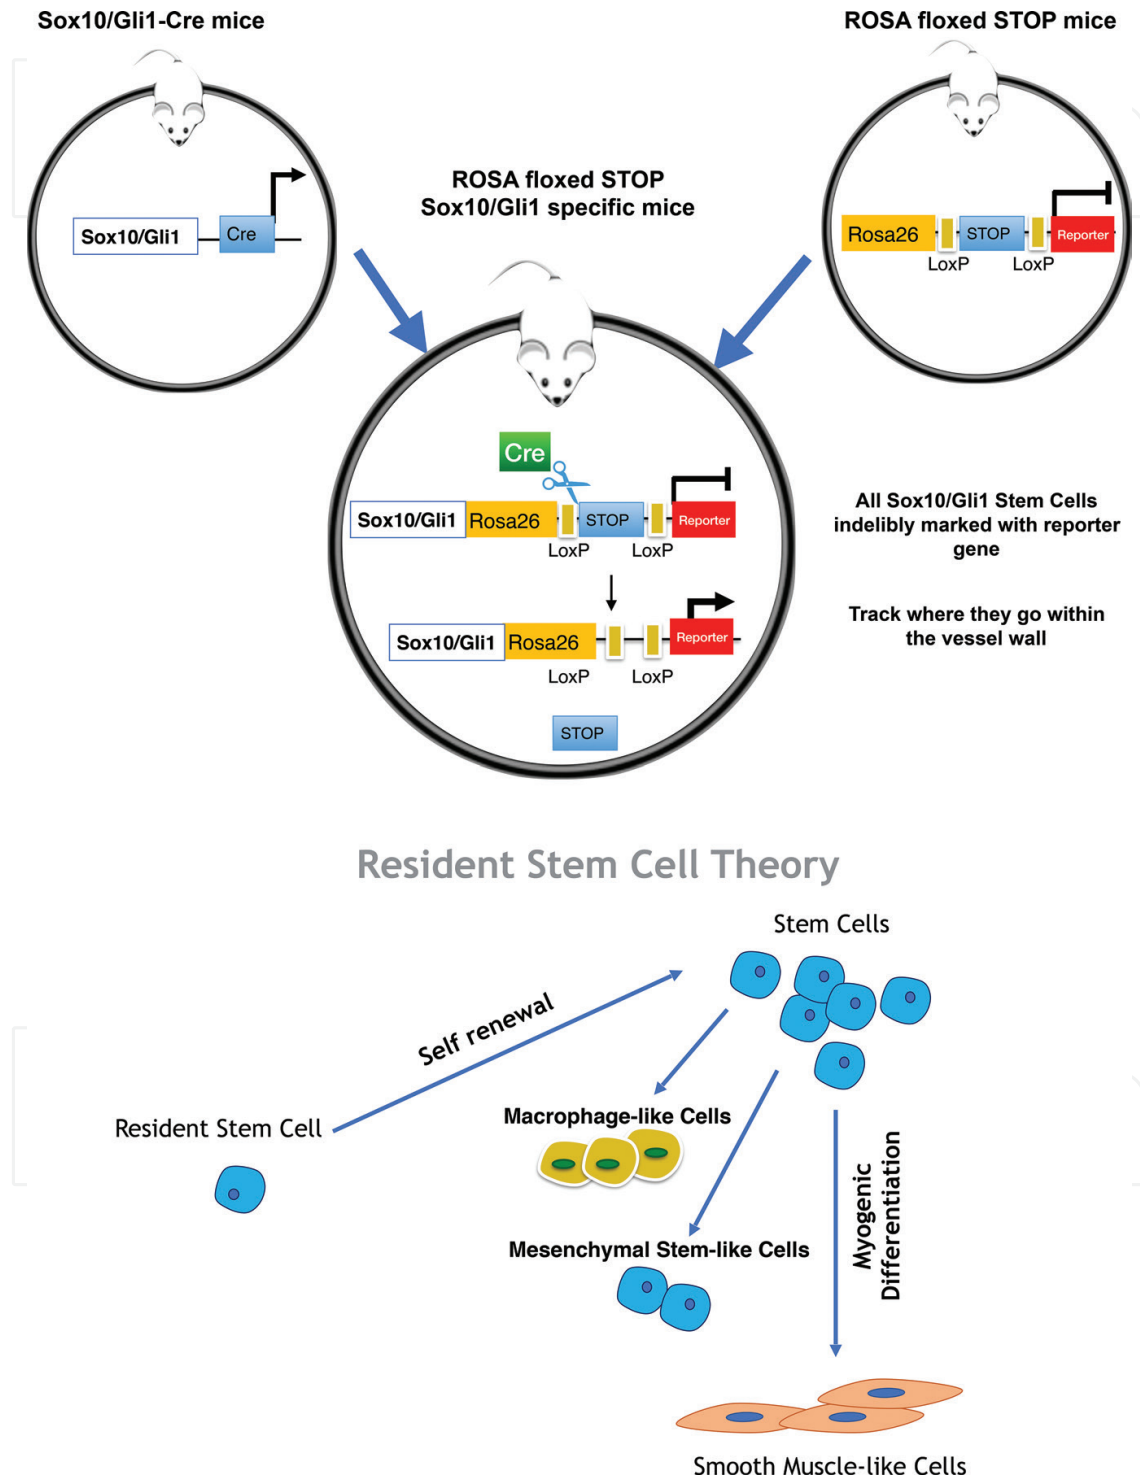 Sox10/Gli1-Cre mice
ROSA floxed STOP mice
Sox10/Gli1
Cre
ROSA floxed STOP
Sox10/Gli1 specific mice
Rosa26
STOP
Reporter
LoxP
LoxP
Cre
Sox10/Gli1
Rosa26
STOP
Reporter
LoxP
LoxP
Sox10/Gli1
Rosa26
Reporter
LoxP
LoxP
STOP
All Sox10/Gli1 Stem Cells
indelibly marked with reporter
gene
Track where they go within
the vessel wall
Resident Stem Cell Theory
Stem Cells
Self renewal
Resident Stem Cell
Macrophage-like Cells
Mesenchymal Stem-like Cells
Myogenic
Differentiation
Smooth Muscle-like Cells